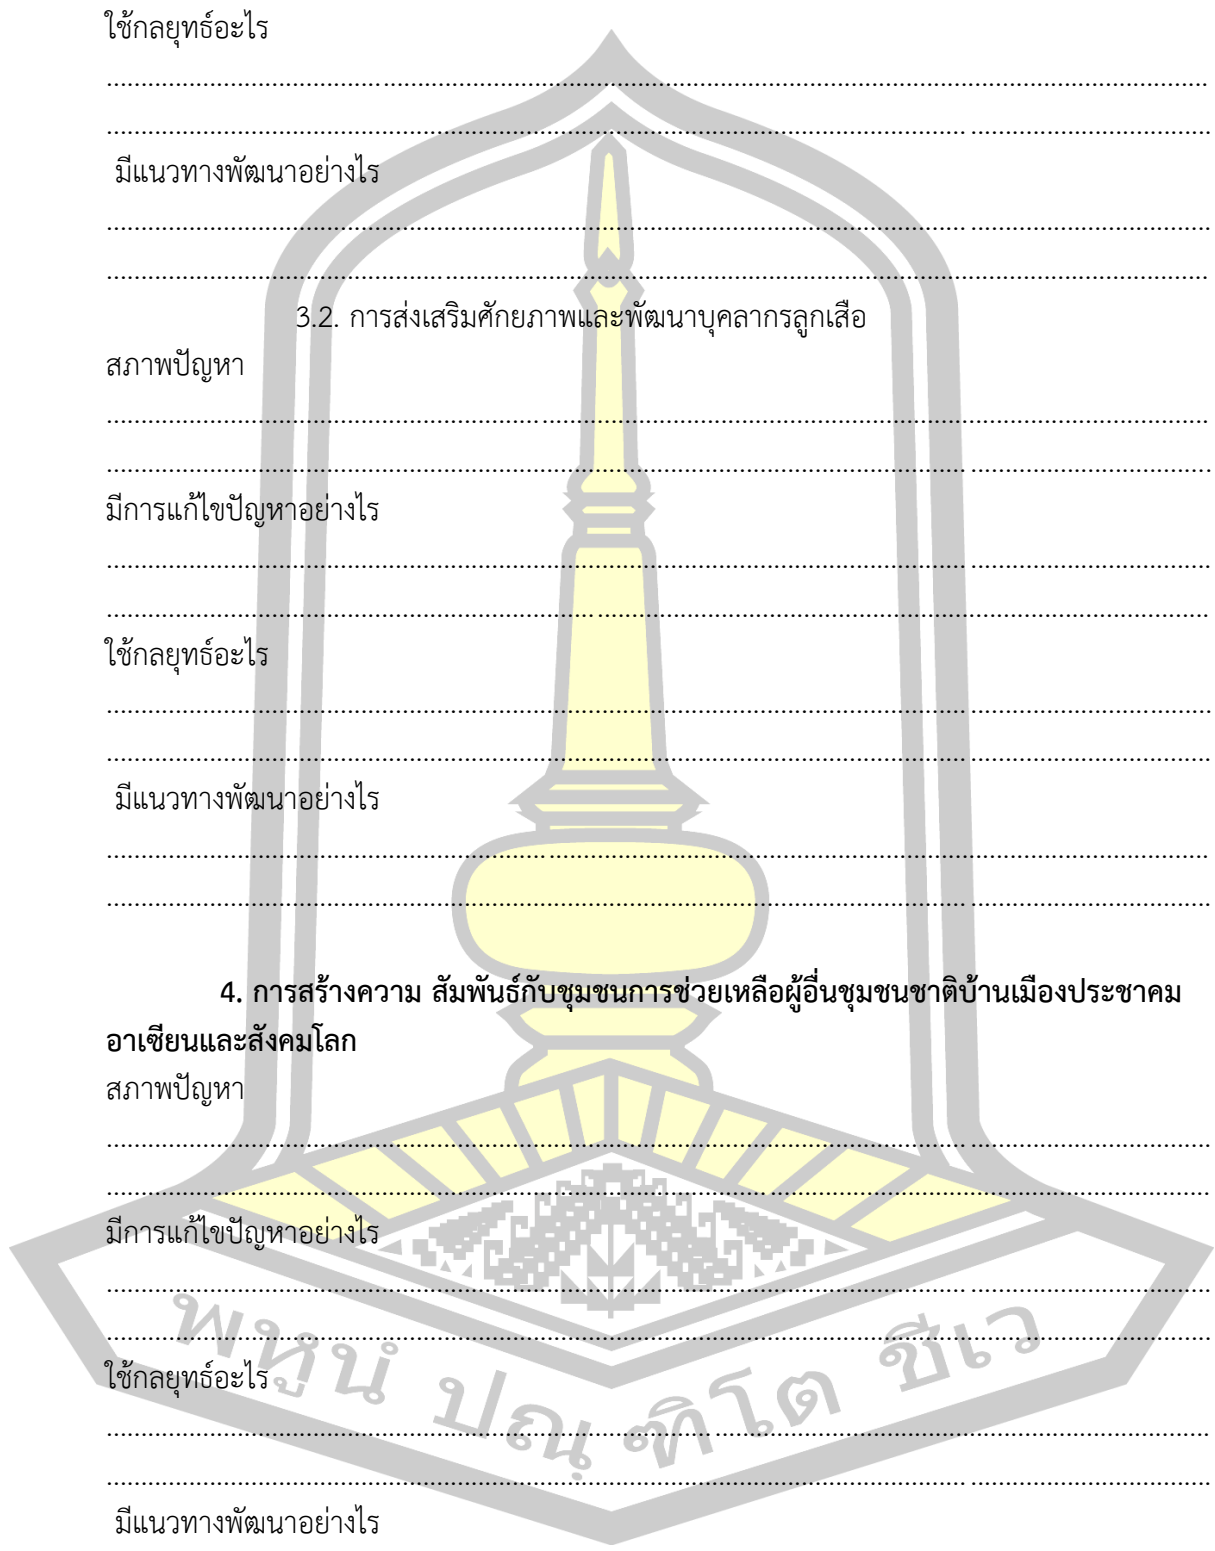 ใช้กลยุทธ์อะไร
................................................................................
................................................................................
มีแนวทางพัฒนาอย่างไร
................................................................................
................................................................................
3.2. การส่งเสริมศักยภาพและพัฒนาบุคลากรลูกเสือ
สภาพปัญหา
................................................................................
................................................................................
มีการแก้ไขปัญหาอย่างไร
................................................................................
................................................................................
ใช้กลยุทธ์อะไร
................................................................................
................................................................................
มีแนวทางพัฒนาอย่างไร
................................................................................
................................................................................
4. การสร้างความ สัมพันธ์กับชุมชนการช่วยเหลือผู้อื่นชุมชนชาติบ้านเมืองประชาคม
อาเซียนและสังคมโลก
สภาพปัญหา
................................................................................
................................................................................
มีการแก้ไขปัญหาอย่างไร
................................................................................
................................................................................
ใช้กลยุทธ์อะไร
................................................................................
................................................................................
มีแนวทางพัฒนาอย่างไร
พหูนํ ปณฺฑิโต ชีเว